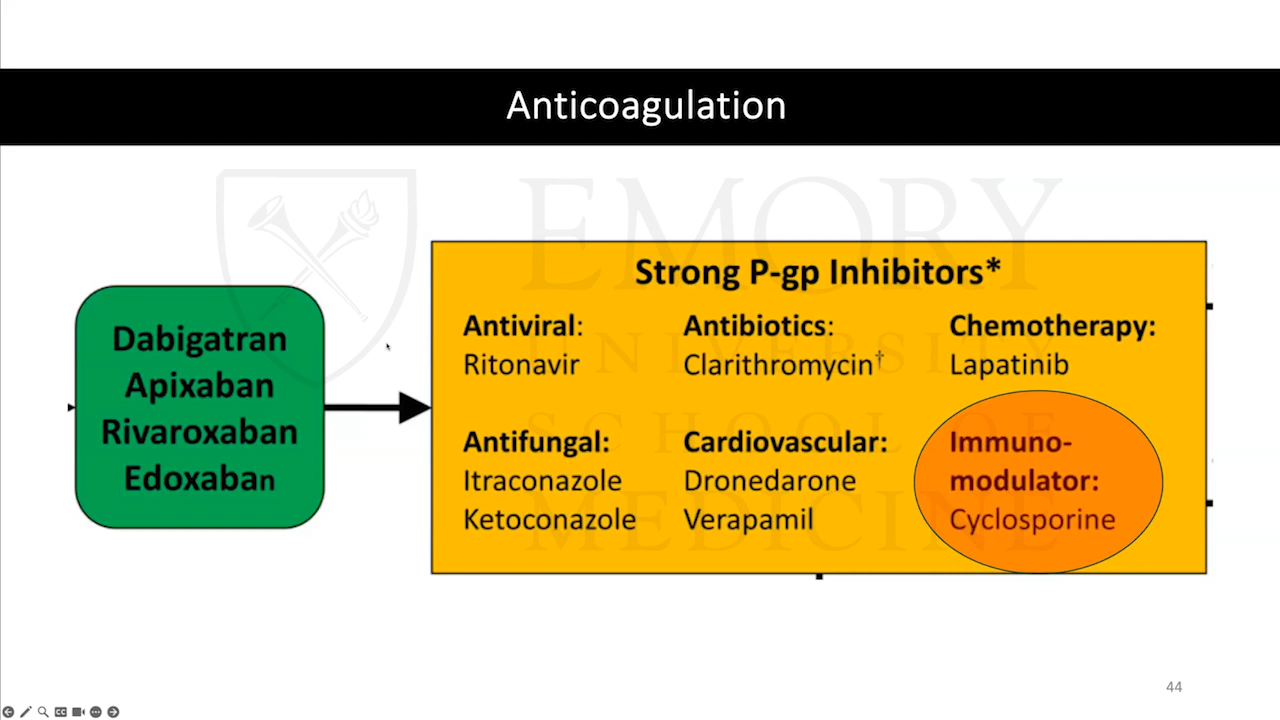 Anticoagulation
EMORY
UNIVERSITY
SCHOOL OF
MEDICINE
Dabigatran
Apixaban
Rivaroxaban
Edoxaban
Strong P-gp Inhibitors*
Antiviral:
Ritonavir
Antibiotics:
Clarithromycin†
Chemotherapy:
Lapatinib
Antifungal:
Itraconazole
Ketoconazole
Cardiovascular:
Dronedarone
Verapamil
Immuno-
modulator:
Cyclosporine
44
CC